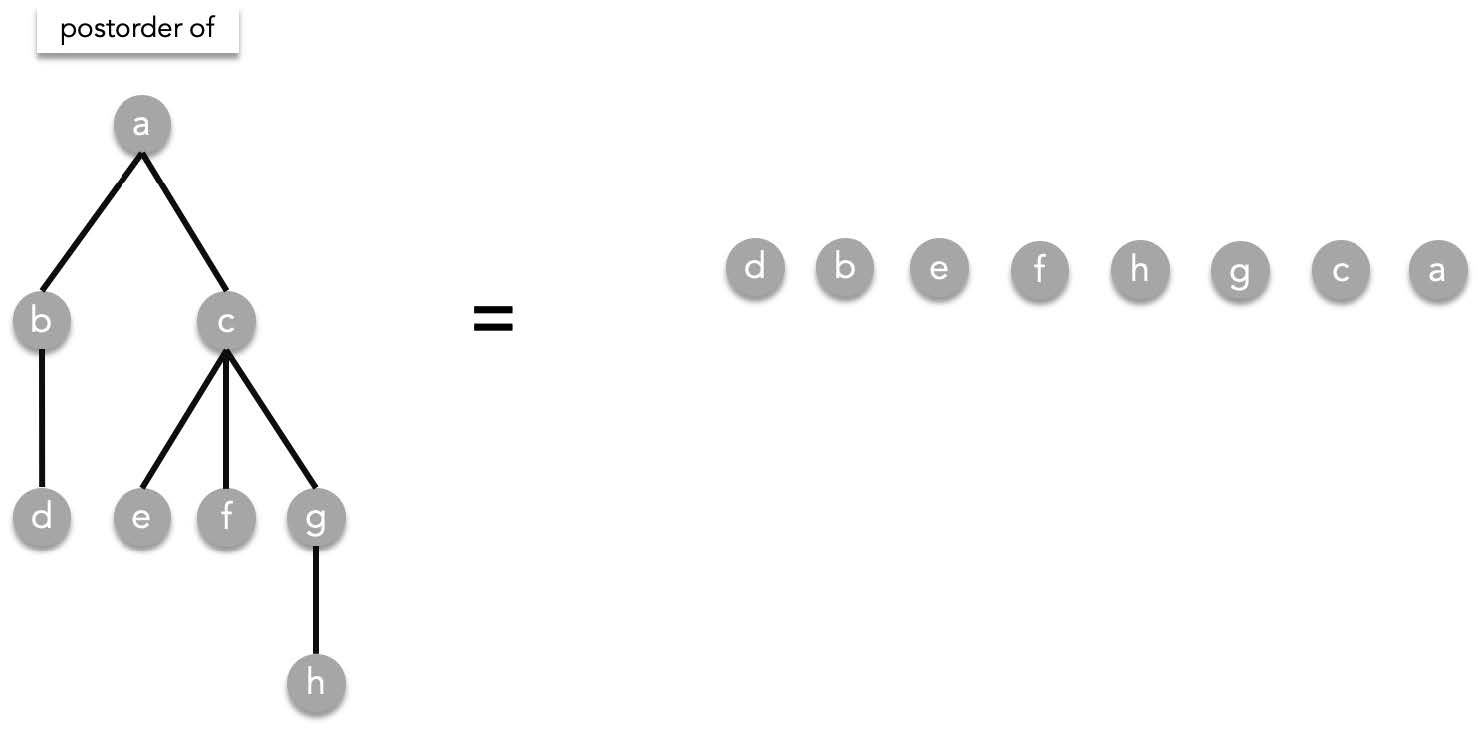 postorder of
a
b c
= d b e f h g c a
d e f g
h